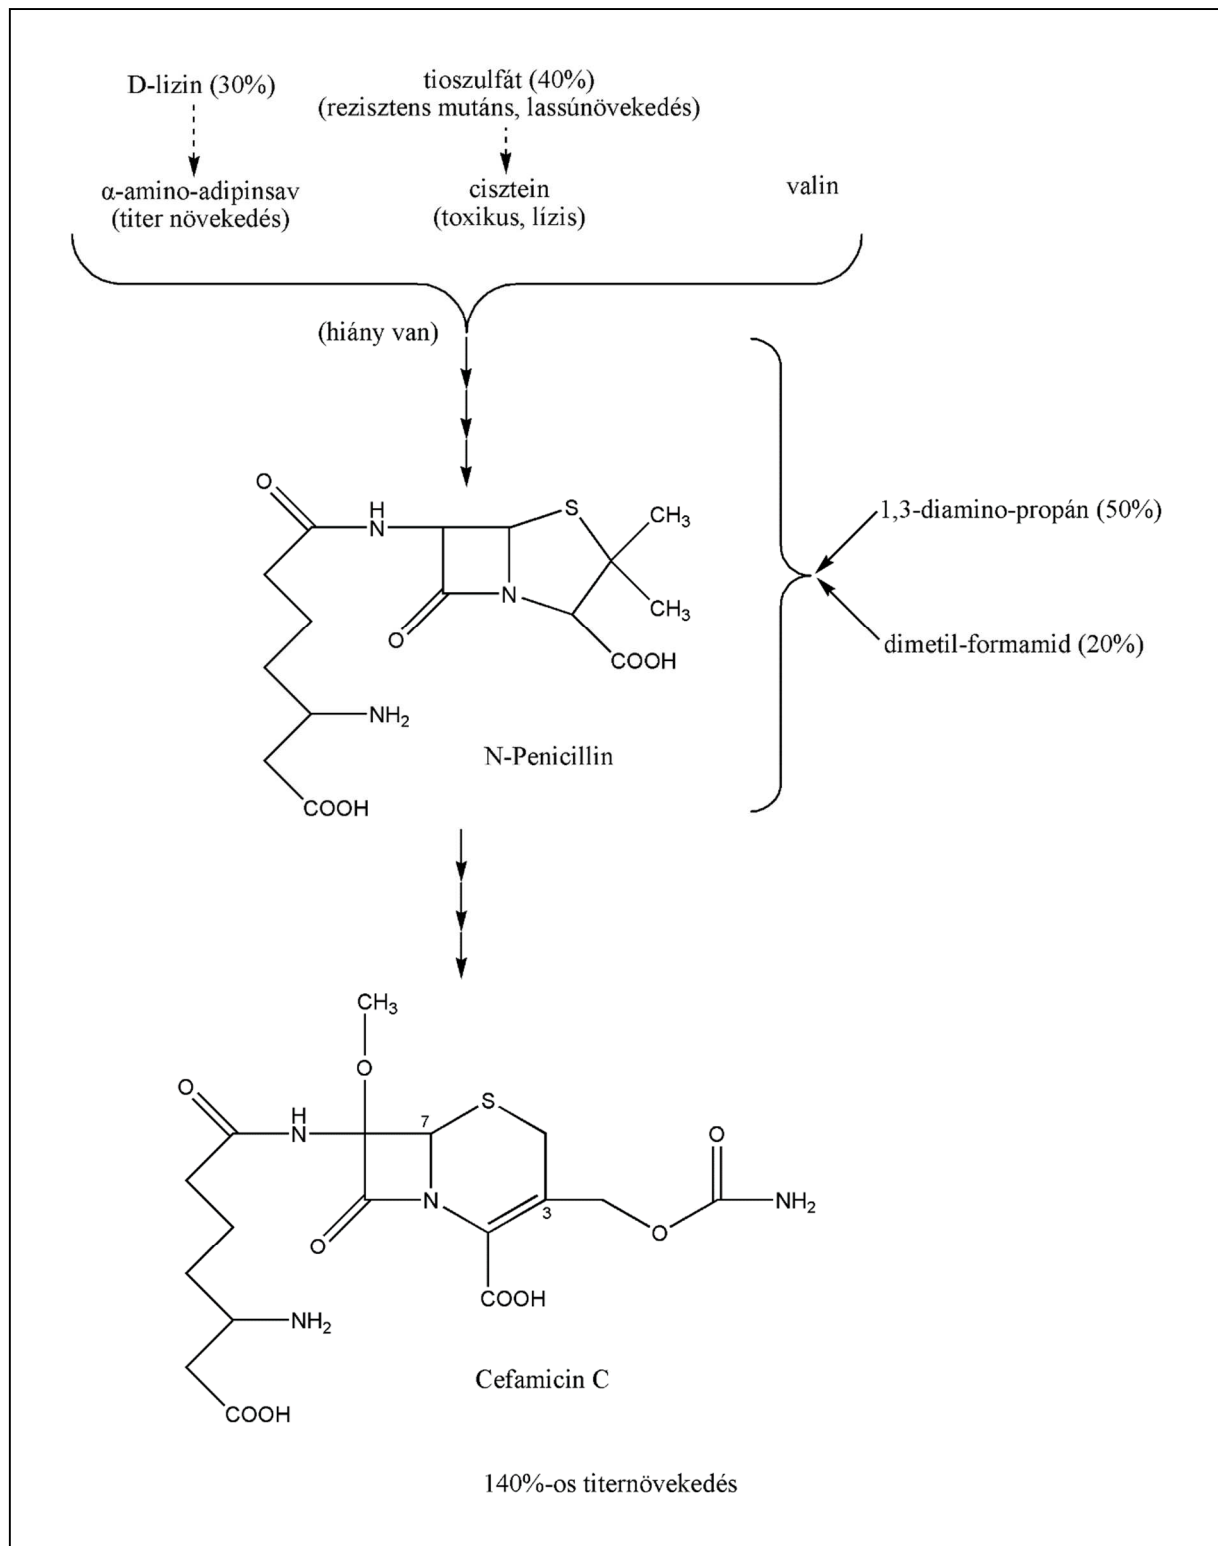 D-lizin (30%)
tioszulfát (40%)
(rezisztens mutáns, lassúnövekedés)
α-amino-adipinsav
(titer növekedés)
cisztein
(toxikus, lízis)
valin
(hiány van)
O
H
N
S
CH3
CH3
N
O
COOH
NH2
COOH
N-Penicillin
1,3-diamino-propán (50%)
dimetil-formamid (20%)
CH3
O
O
H
N
7
S
O
N
3
O
NH2
O
COOH
NH2
COOH
Cefamicin C
140%-os titernövekedés